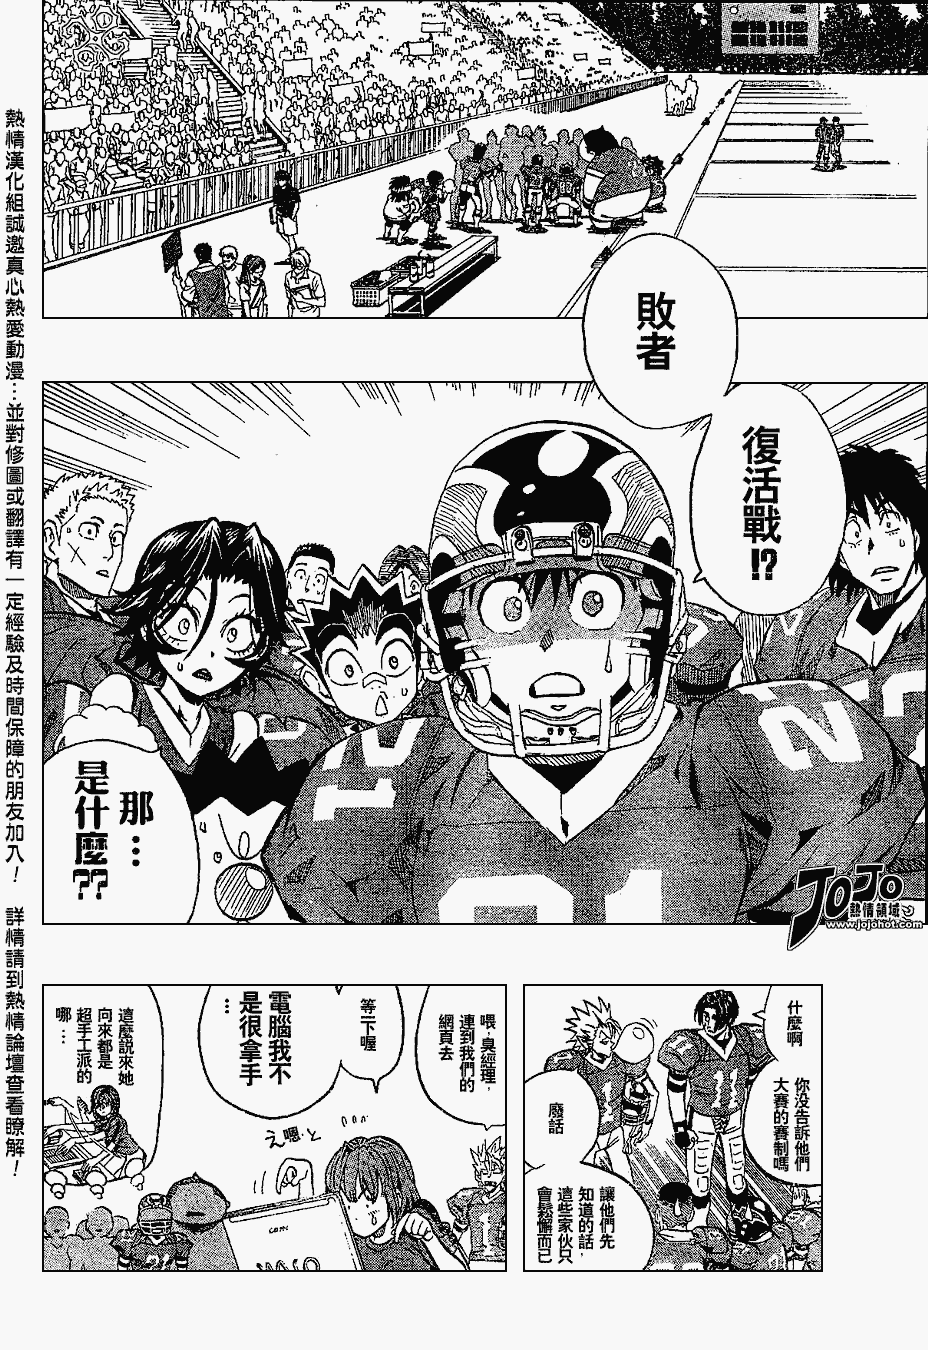 敗者
復活戰!?
那…
是什麼??
什麼啊
你没告訴他們
大賽的賽制嗎
廢話
讓他們先
知道的話,
這些家伙只
會鬆懈而已
喂,臭經理,
連到我們的
網頁去
等一下喔
電腦我不
是很拿手
…
這麼説來她
向來都是
超手工派的
哪…
え嗯・と
熱情漢化組誠邀真心熱愛動漫…並對修圖或翻譯有一定經驗及時間保障的朋友加入! 詳情請到熱情論壇查看瞭解!
JOJO
熱情領域
www.jojohot.com